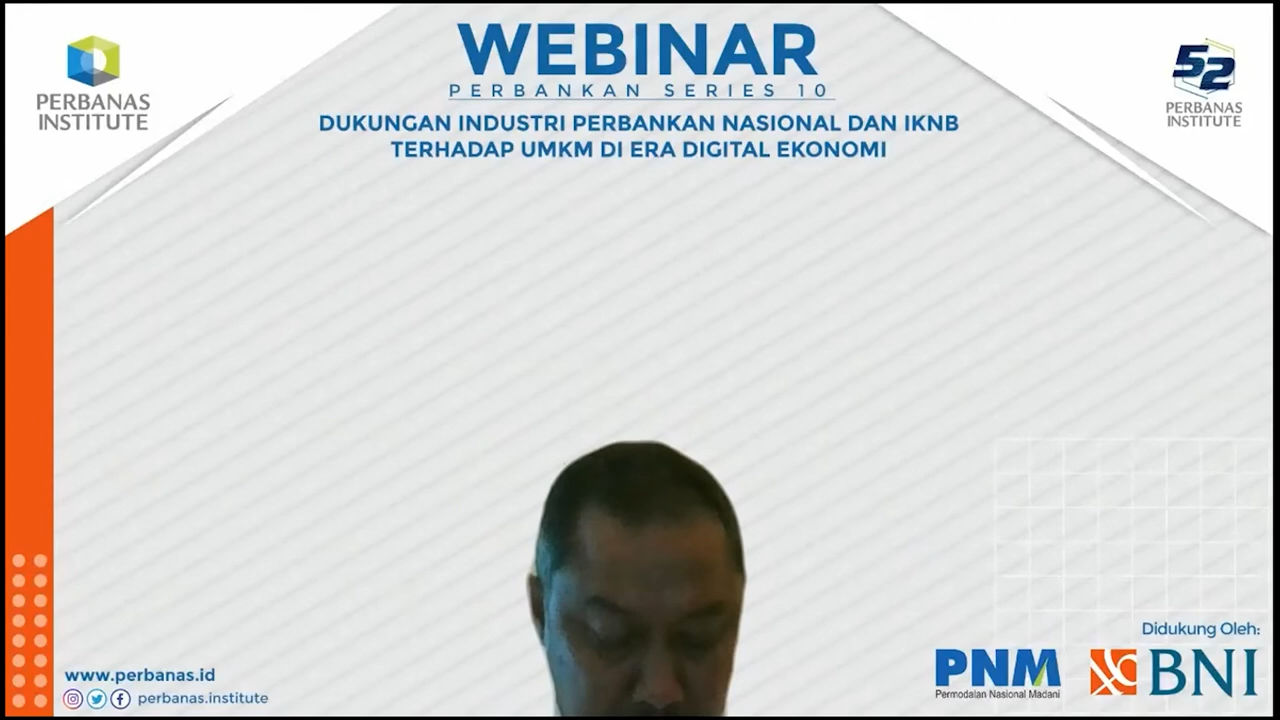 PERBANAS
INSTITUTE
WEBINAR
PERBANKAN SERIES 10
DUKUNGAN INDUSTRI PERBANKAN NASIONAL DAN IKNB
TERHADAP UMKM DI ERA DIGITAL EKONOMI
52
PERBANAS
INSTITUTE
www.perbanas.id
perbanas.institute
Didukung Oleh:
PNM
Permodalan Nasional Madani
BNI